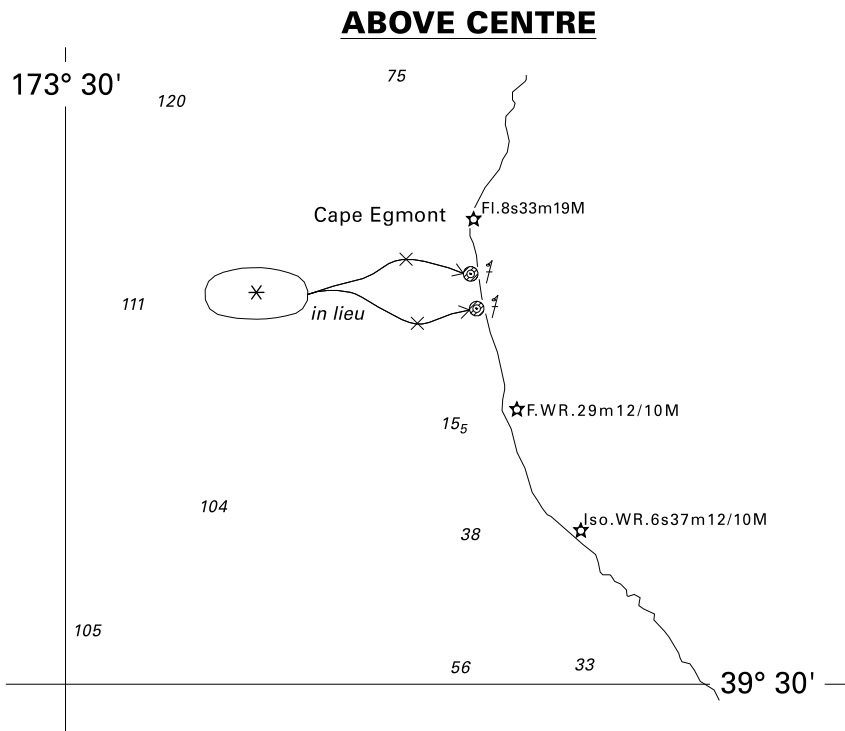 ABOVE CENTRE
173° 30'
75
120
Fl.8s33m19M
Cape Egmont
111
in lieu
F.WR.29m12/10M
15₅
104
Iso.WR.6s37m12/10M
38
105
56
33
39° 30'